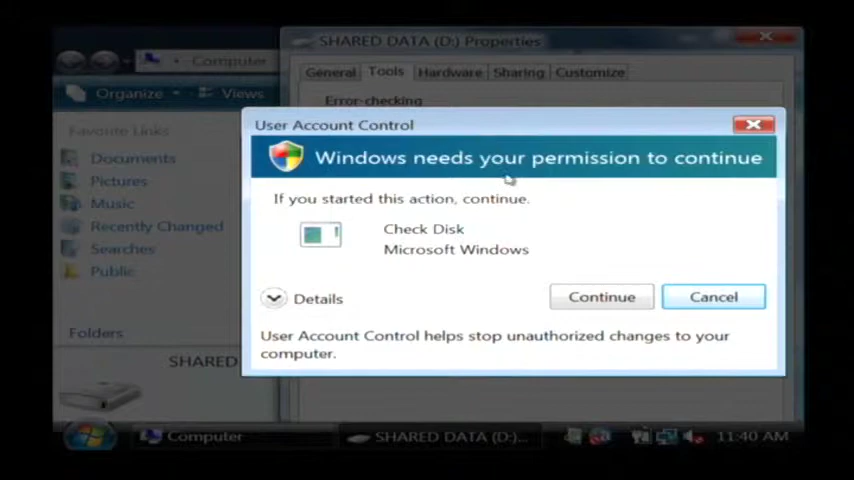 SHARED DATA (D:) Properties
Computer
General Tools Hardware Sharing Customize
Organize Views
Error-checking
Favorite Links
Documents
Pictures
Music
Recently Changed
Searches
Public
Folders
SHARED
User Account Control
Windows needs your permission to continue
If you started this action, continue.
Check Disk
Microsoft Windows
Details
Continue
Cancel
User Account Control helps stop unauthorized changes to your
computer.
Computer
SHARED DATA (D:)...
11:40 AM